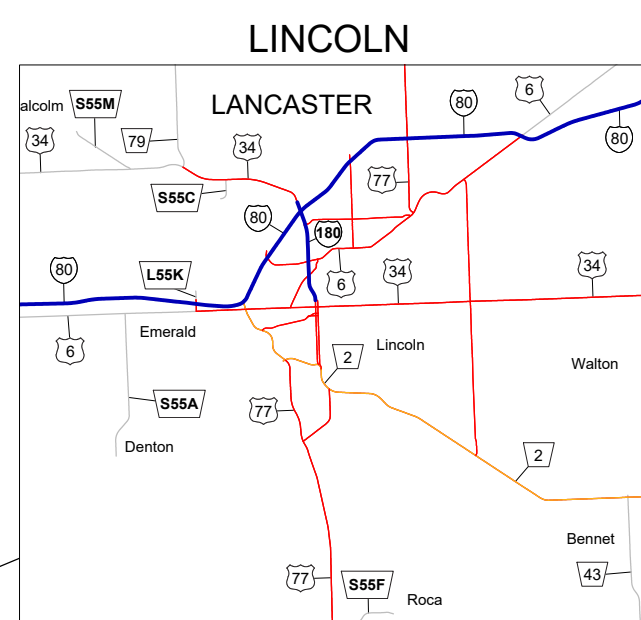 LINCOLN
LANCASTER
alcolm
S55M
80
6
34
79
34
80
S55C
77
80
180
80
L55K
34
34
6
6
Emerald
Lincoln
2
Walton
S55A
77
Denton
2
Bennet
77
S55F
43
Roca